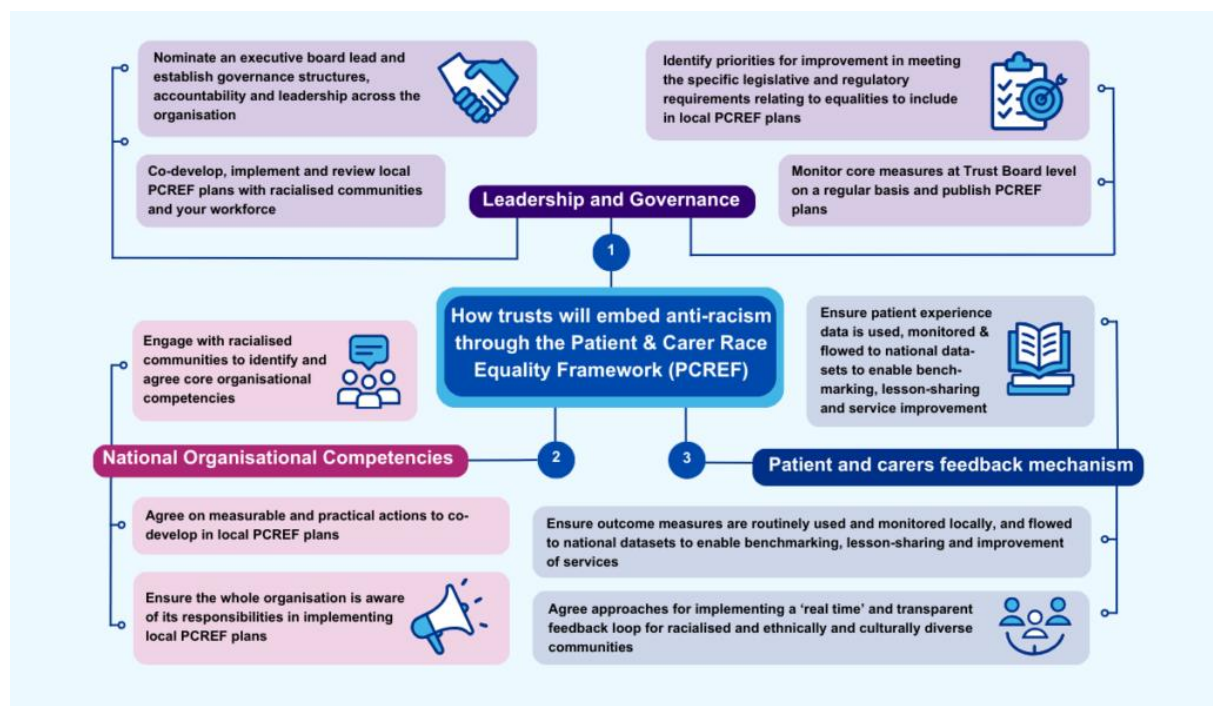 Nominate an executive board lead and
establish governance structures,
accountability and leadership across the
organisation
Co-develop, implement and review local
PCREF plans with racialised communities
and your workforce
Identify priorities for improvement in meeting
the specific legislative and regulatory
requirements relating to equalities to include
in local PCREF plans
Monitor core measures at Trust Board level
on a regular basis and publish PCREF
plans
Leadership and Governance
1
How trusts will embed anti-racism
through the Patient & Carer Race
Equality Framework (PCREF)
Engage with racialised
communities to identify and
agree core organisational
competencies
National Organisational Competencies
2
Agree on measurable and practical actions to co-
develop in local PCREF plans
Ensure the whole organisation is aware
of its responsibilities in implementing
local PCREF plans
Ensure patient experience
data is used, monitored &
flowed to national data-
sets to enable bench-
marking, lesson-sharing
and service improvement
3
Patient and carers feedback mechanism
Ensure outcome measures are routinely used and monitored locally, and flowed
to national datasets to enable benchmarking, lesson-sharing and improvement
of services
Agree approaches for implementing a ‘real time’ and transparent
feedback loop for racialised and ethnically and culturally diverse
communities